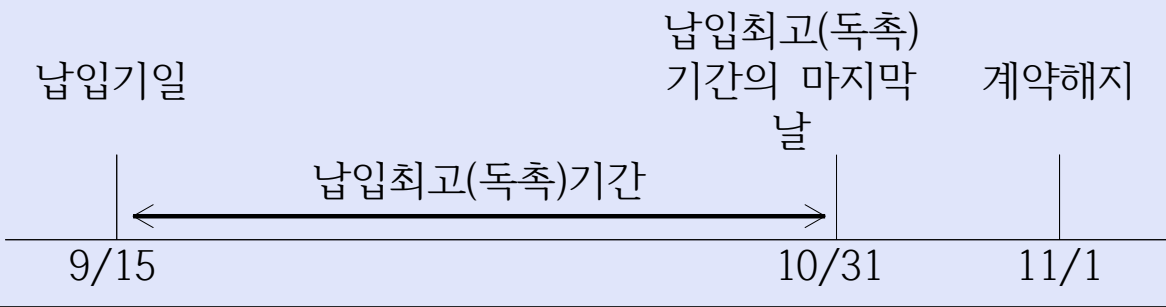 납입기일
납입최고(독촉)
기간의 마지막
날
계약해지
납입최고(독촉)기간
9/15
10/31
11/1